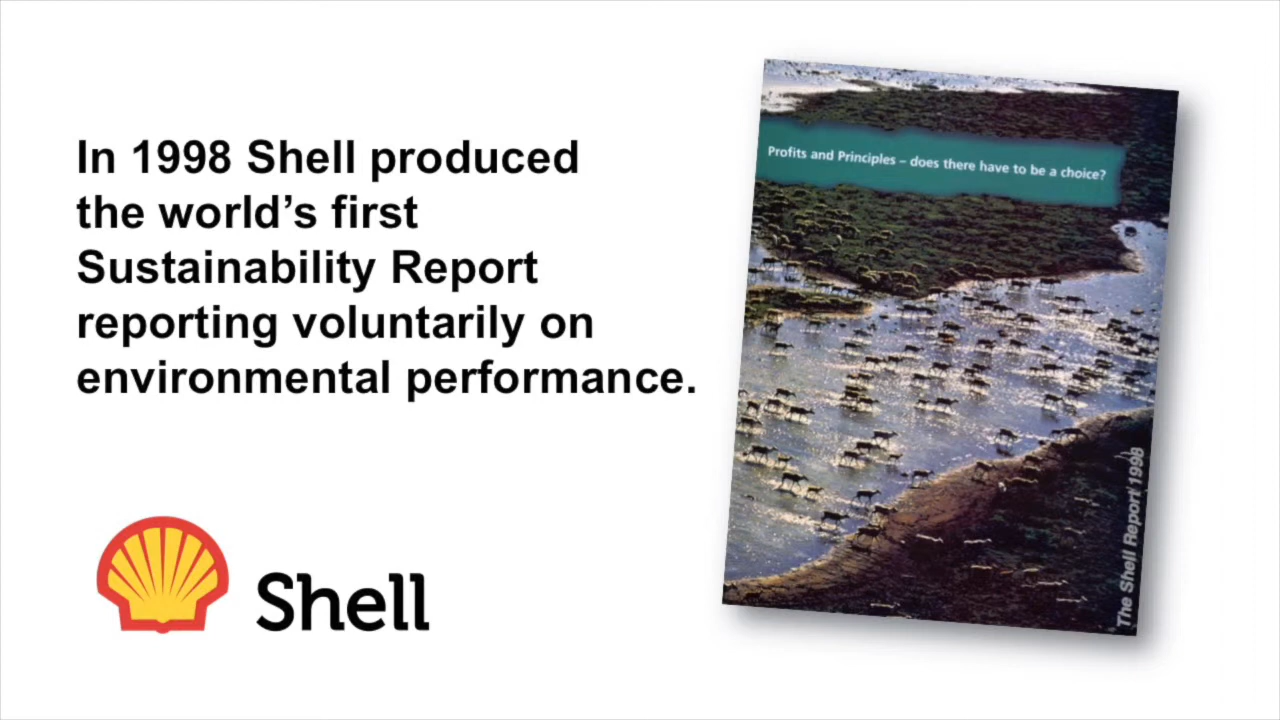 In 1998 Shell produced
the world’s first
Sustainability Report
reporting voluntarily on
environmental performance.
Shell
Profits and Principles – does there have to be a choice?
The Shell Report 1998